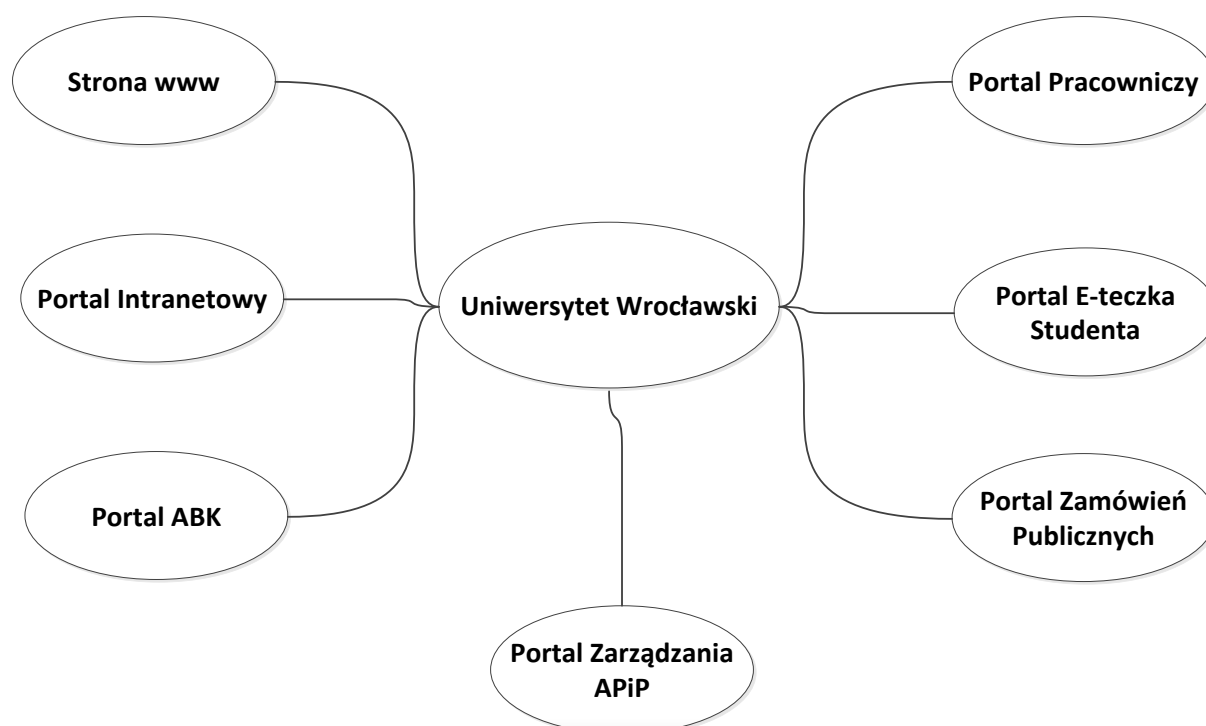 Strona www
Portal Pracowniczy
Portal Intranetowy
Uniwersytet Wrocławski
Portal E-teczka
Studenta
Portal ABK
Portal Zamówień
Publicznych
Portal Zarządzania
APiP